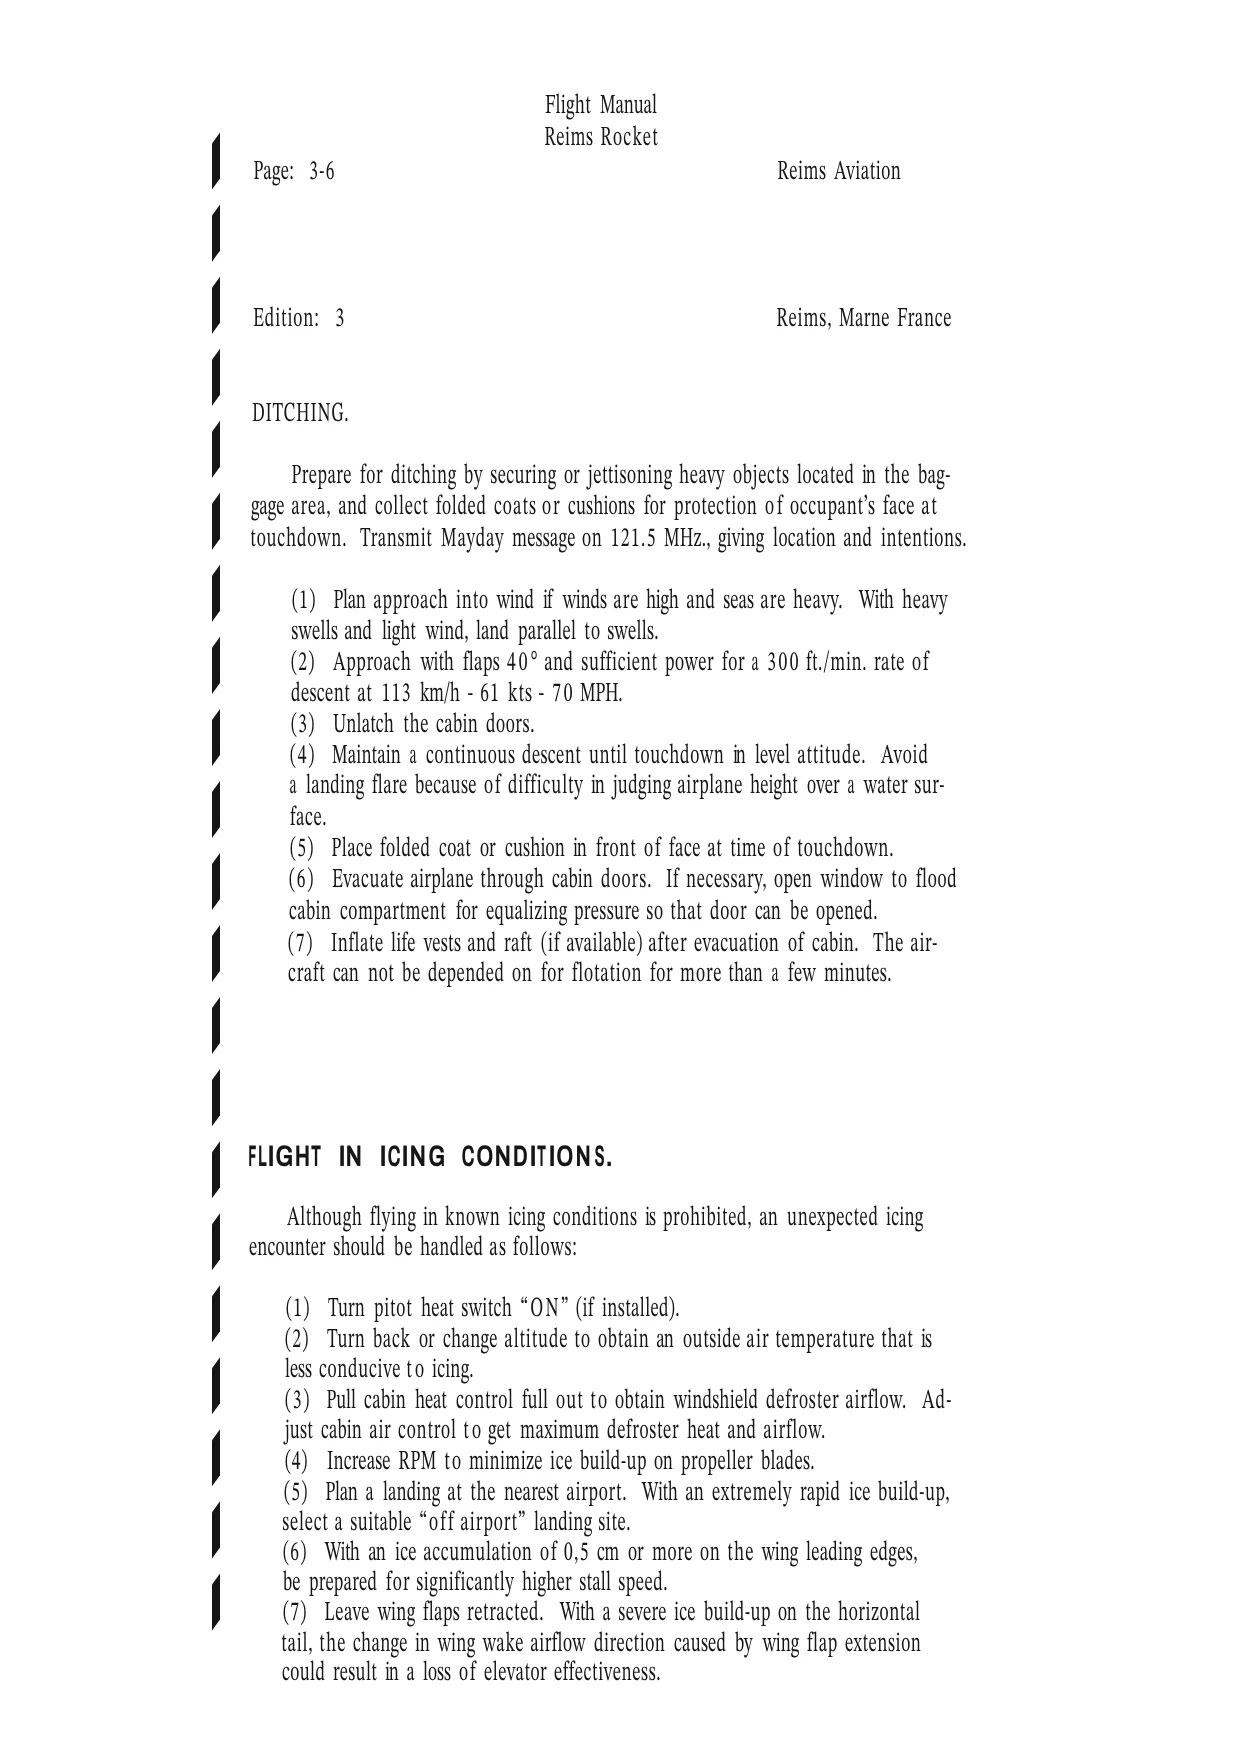 Flight Manual
Reims Rocket
Page: 3-6 Reims Aviation
Edition: 3 Reims, Marne France
DITCHING.
Prepare for ditching by securing or jettisoning heavy objects located in the bag-
gage area, and collect folded coats or cushions for protection of occupant’s face at
touchdown. Transmit Mayday message on 121.5 MHz., giving location and intentions.
(1) Plan approach into wind if winds are high and seas are heavy. With heavy
swells and light wind, land parallel to swells.
(2) Approach with flaps 40° and sufficient power for a 300 ft./min. rate of
descent at 113 km/h - 61 kts - 70 MPH.
(3) Unlatch the cabin doors.
(4) Maintain a continuous descent until touchdown in level attitude. Avoid
a landing flare because of difficulty in judging airplane height over a water sur-
face.
(5) Place folded coat or cushion in front of face at time of touchdown.
(6) Evacuate airplane through cabin doors. If necessary, open window to flood
cabin compartment for equalizing pressure so that door can be opened.
(7) Inflate life vests and raft (if available) after evacuation of cabin. The air-
craft can not be depended on for flotation for more than a few minutes.
FLIGHT IN ICING CONDITIONS.
Although flying in known icing conditions is prohibited, an unexpected icing
encounter should be handled as follows:
(1) Turn pitot heat switch “ON” (if installed).
(2) Turn back or change altitude to obtain an outside air temperature that is
less conducive to icing.
(3) Pull cabin heat control full out to obtain windshield defroster airflow. Ad-
just cabin air control to get maximum defroster heat and airflow.
(4) Increase RPM to minimize ice build-up on propeller blades.
(5) Plan a landing at the nearest airport. With an extremely rapid ice build-up,
select a suitable “off airport” landing site.
(6) With an ice accumulation of 0,5 cm or more on the wing leading edges,
be prepared for significantly higher stall speed.
(7) Leave wing flaps retracted. With a severe ice build-up on the horizontal
tail, the change in wing wake airflow direction caused by wing flap extension
could result in a loss of elevator effectiveness.